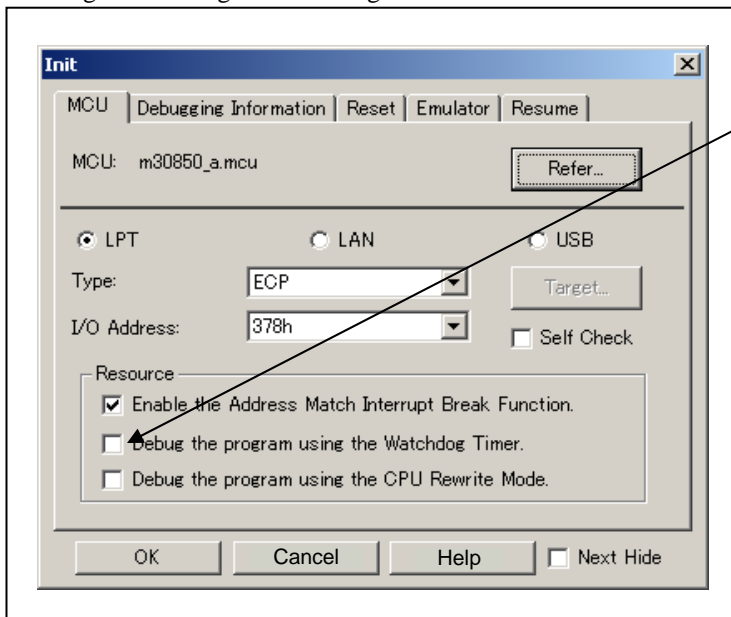 Init
MCU Debugging Information Reset Emulator Resume
MCU: m30850_a.mcu Refer...
LPT LAN USB
Type: ECP Target...
I/O Address: 378h Self Check
Resource
Enable the Address Match Interrupt Break Function.
Debug the program using the Watchdog Timer.
Debug the program using the CPU Rewrite Mode.
OK Cancel Help Next Hide